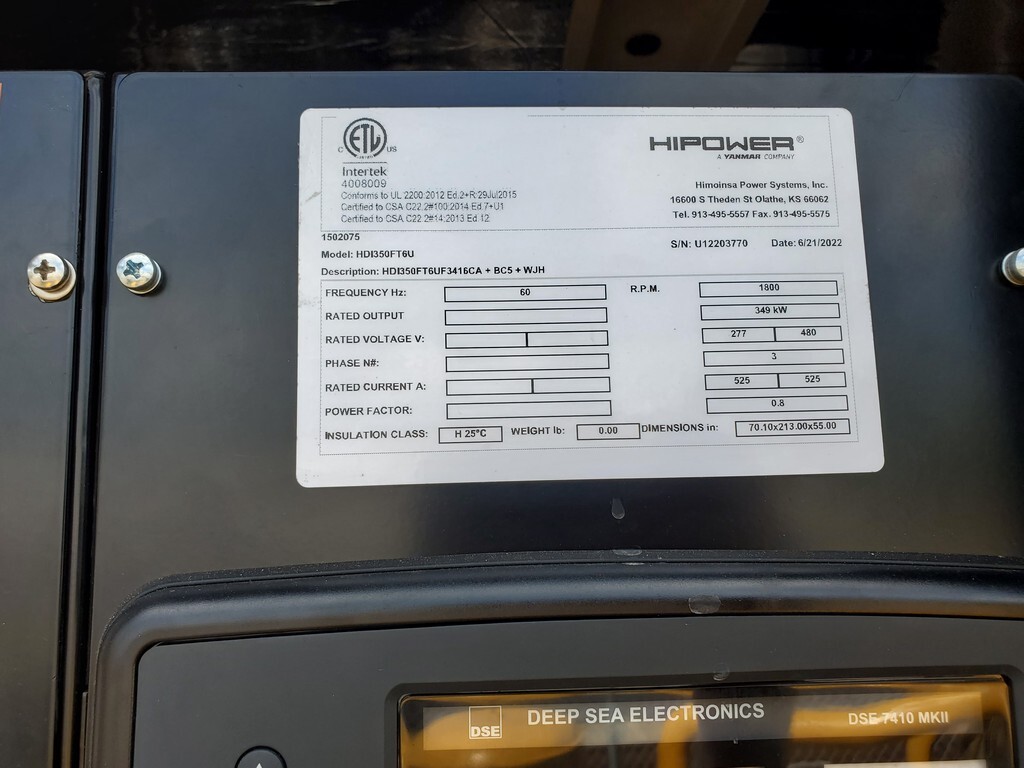 C ETL US
Intertek
4008009
Conforms to UL 2200:2012 Ed.2+R:29Jul2015
Certified to CSA C22.2#100:2014 Ed.7+U1
Certified to CSA C22.2#14:2013 Ed.12
HIPOWER®
A YANMAR COMPANY
Himoinsa Power Systems, Inc.
16600 S Theden St Olathe, KS 66062
Tel. 913-495-5557 Fax. 913-495-5575
1502075
S/N: U12203770 Date: 6/21/2022
Model: HDI350FT6U
Description: HDI350FT6UF3416CA + BC5 + WJH
FREQUENCY Hz: 60 R.P.M. 1800
RATED OUTPUT 349 kW
RATED VOLTAGE V: 277 480
PHASE N#: 3
RATED CURRENT A: 525 525
POWER FACTOR: 0.8
INSULATION CLASS: H 25°C WEIGHT lb: 0.00 DIMENSIONS in: 70.10x213.00x55.00
DSE DEEP SEA ELECTRONICS DSE 7410 MKII